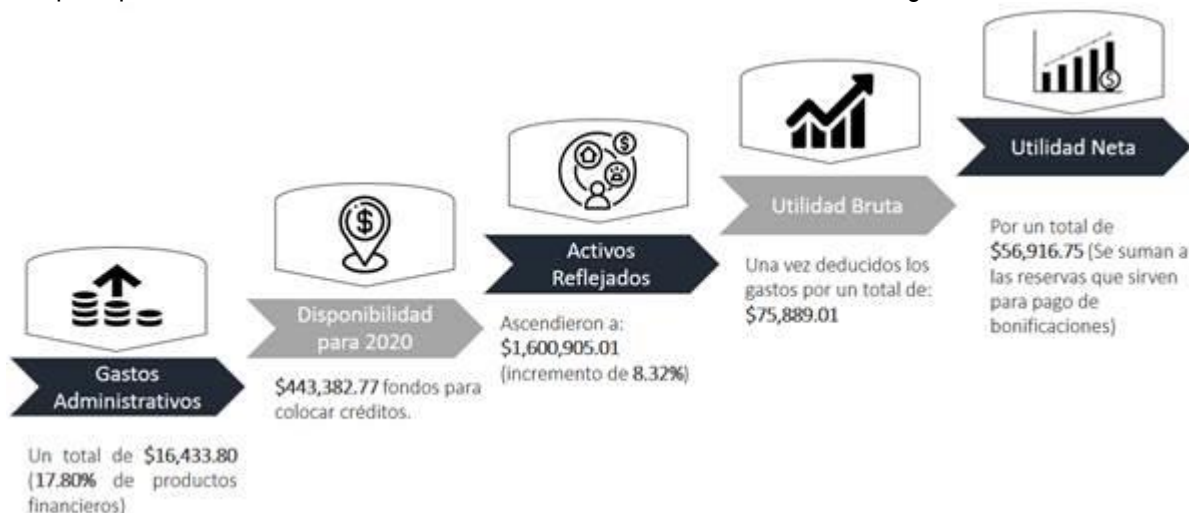 Gastos
Administrativos
Un total de $16,433.80
(17.80% de productos
financieros)
Disponibilidad
para 2020
$443,382.77 fondos para
colocar créditos.
Activos
Reflejados
Ascendieron a:
$1,600,905.01
(incremento de 8.32%)
Utilidad Bruta
Una vez deducidos los
gastos por un total de:
$75,889.01
Utilidad Neta
Por un total de
$56,916.75 (Se suman a
las reservas que sirven
para pago de
bonificaciones)